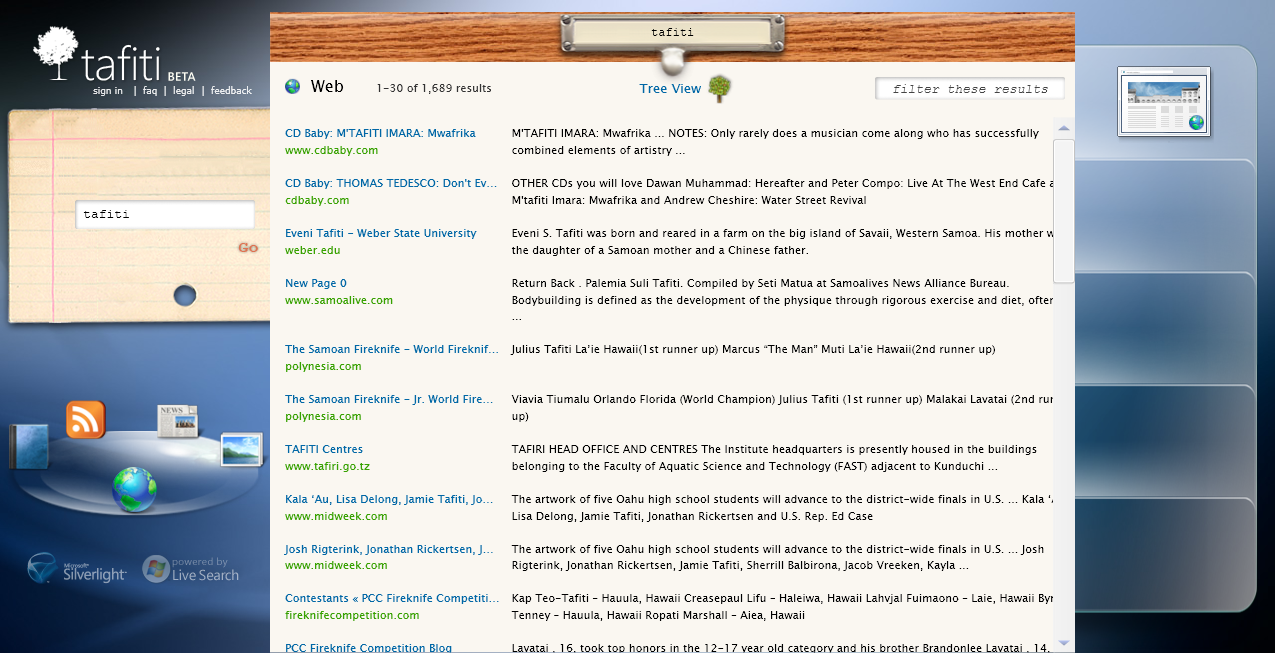 tafiti BETA
sign in | faq | legal | feedback
tafiti
Go
NEWS
Microsoft
Silverlight
powered by
Live Search
tafiti
Web
1-30 of 1,689 results
Tree View
filter these results
CD Baby: M'TAFITI IMARA: Mwafrika
www.cdbaby.com
M'TAFITI IMARA: Mwafrika ... NOTES: Only rarely does a musician come along who has successfully
combined elements of artistry ...
CD Baby: THOMAS TEDESCO: Don't Ev...
cdbaby.com
OTHER CDs you will love Dawan Muhammad: Hereafter and Peter Compo: Live At The West End Cafe a
M'tafiti Imara: Mwafrika and Andrew Cheshire: Water Street Revival
Eveni Tafiti - Weber State University
weber.edu
Eveni S. Tafiti was born and reared in a farm on the big island of Savaii, Western Samoa. His mother w
the daughter of a Samoan mother and a Chinese father.
New Page 0
www.samoalive.com
Return Back . Palemia Suli Tafiti. Compiled by Seti Matua at Samoalives News Alliance Bureau.
Bodybuilding is defined as the development of the physique through rigorous exercise and diet, often
...
The Samoan Fireknife - World Fireknif...
polynesia.com
Julius Tafiti La’ie Hawaii(1st runner up) Marcus “The Man” Muti La’ie Hawaii(2nd runner up)
The Samoan Fireknife - Jr. World Fire...
polynesia.com
Viavia Tiumalu Orlando Florida (World Champion) Julius Tafiti (1st runner up) Malakai Lavatai (2nd run
up)
TAFITI Centres
www.tafiri.go.tz
TAFIRI HEAD OFFICE AND CENTRES The Institute headquarters is presently housed in the buildings
belonging to the Faculty of Aquatic Science and Technology (FAST) adjacent to Kunduchi ...
Kala ‘Au, Lisa Delong, Jamie Tafiti, Jo...
www.midweek.com
The artwork of five Oahu high school students will advance to the district-wide finals in U.S. ... Kala ‘A
Lisa Delong, Jamie Tafiti, Jonathan Rickertsen and U.S. Rep. Ed Case
Josh Rigterink, Jonathan Rickertsen, J...
www.midweek.com
The artwork of five Oahu high school students will advance to the district-wide finals in U.S. ... Josh
Rigterink, Jonathan Rickertsen, Jamie Tafiti, Sherrill Balbirona, Jacob Vreeken, Kayla ...
Contestants « PCC Fireknife Competiti...
fireknifecompetition.com
Kap Teo-Tafiti - Hauula, Hawaii Creasepaul Lifu - Haleiwa, Hawaii Lahvjal Fuimaono - Laie, Hawaii Byr
Tenney - Hauula, Hawaii Ropati Marshall - Aiea, Hawaii
PCC Fireknife Competition Blog
Lavatai , 16, took top honors in the 12-17 year old category and his brother Brandonlee Lavatai , 14,